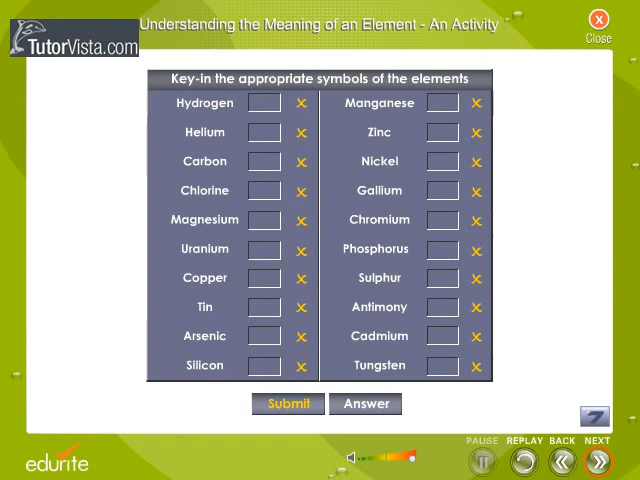 Understanding the Meaning of an Element - An Activity
TutorVista.com
X
Close
Key-in the appropriate symbols of the elements
Hydrogen X Manganese X
Helium X Zinc X
Carbon X Nickel X
Chlorine X Gallium X
Magnesium X Chromium X
Uranium X Phosphorus X
Copper X Sulphur X
Tin X Antimony X
Arsenic X Cadmium X
Silicon X Tungsten X
Submit Answer
PAUSE REPLAY BACK NEXT
edurite